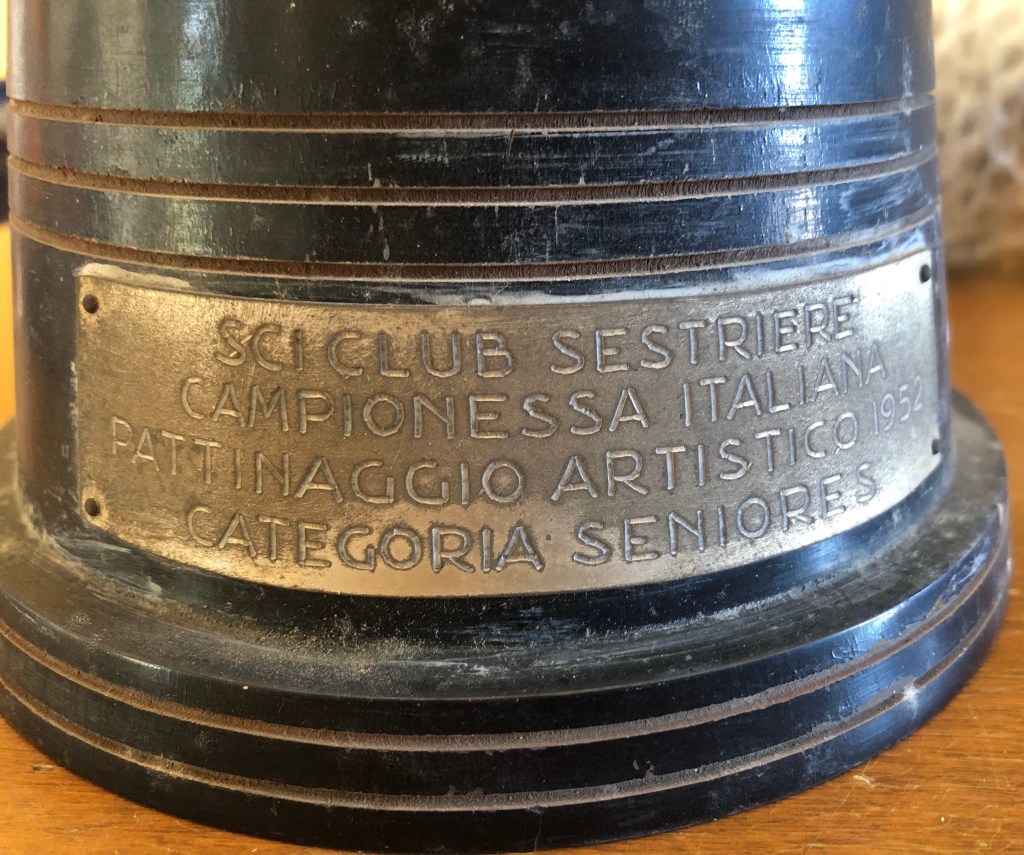 SCI CLUB SESTRIERE
CAMPIONESSA ITALIANA
PATTINAGGIO ARTISTICO 1952
CATEGORIA SENIORES